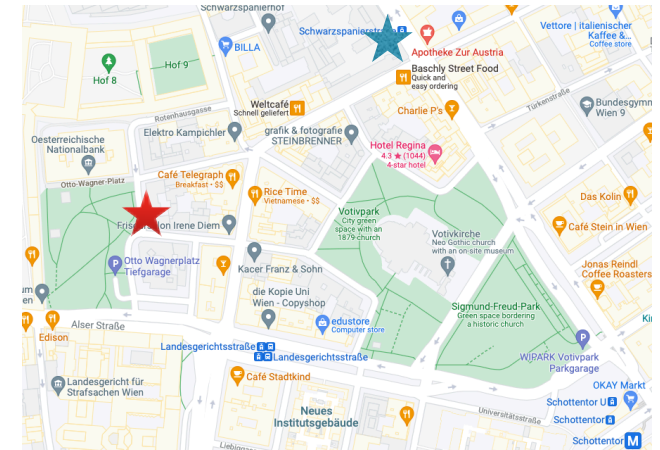 Schwarzspanierhof
Schwarzspanierstraße
BILLA
Vettore | italienischer
Kaffee &...
Coffee store
Apotheke Zur Austria
Hof 8
Hof 9
Baschly Street Food
Quick and
easy ordering
Weltcafé
Schnell geliefert
Rotenhausgasse
Charlie P's
Türkenstraße
Bundesgymn
Wien 9
Elektro Kampichler
grafik & fotografie
STEINBRENNER
Oesterreichische
Nationalbank
Hotel Regina
4.3 ★ (1044)
4-star hotel
Otto-Wagner-Platz
Café Telegraph
Breakfast • $$
Rice Time
Vietnamese • $$
Das Kolin
Votivpark
City green
space with an
1879 church
Irene Diem
Café Stein in Wien
Votivkirche
Neo Gothic church
with an on-site museum
Otto Wagnerplatz
Tiefgarage
Kacer Franz & Sohn
Jonas Reindl
Coffee Roasters
um
en
die Kopie Uni
Wien - Copyshop
Sigmund-Freud-Park
Green space bordering
a historic church
Edison
Alser Straße
edustore
Computer store
Ki
Landesgerichtsstraße
Landesgerichtsstraße
WIPARK Votivpark
Parkgarage
Café Stadtkind
Landesgericht für
Strafsachen Wien
OKAY Markt
Schottentor U
Neues
Institutsgebäude
Universitätsstraße
Schottentor
Schottentor M